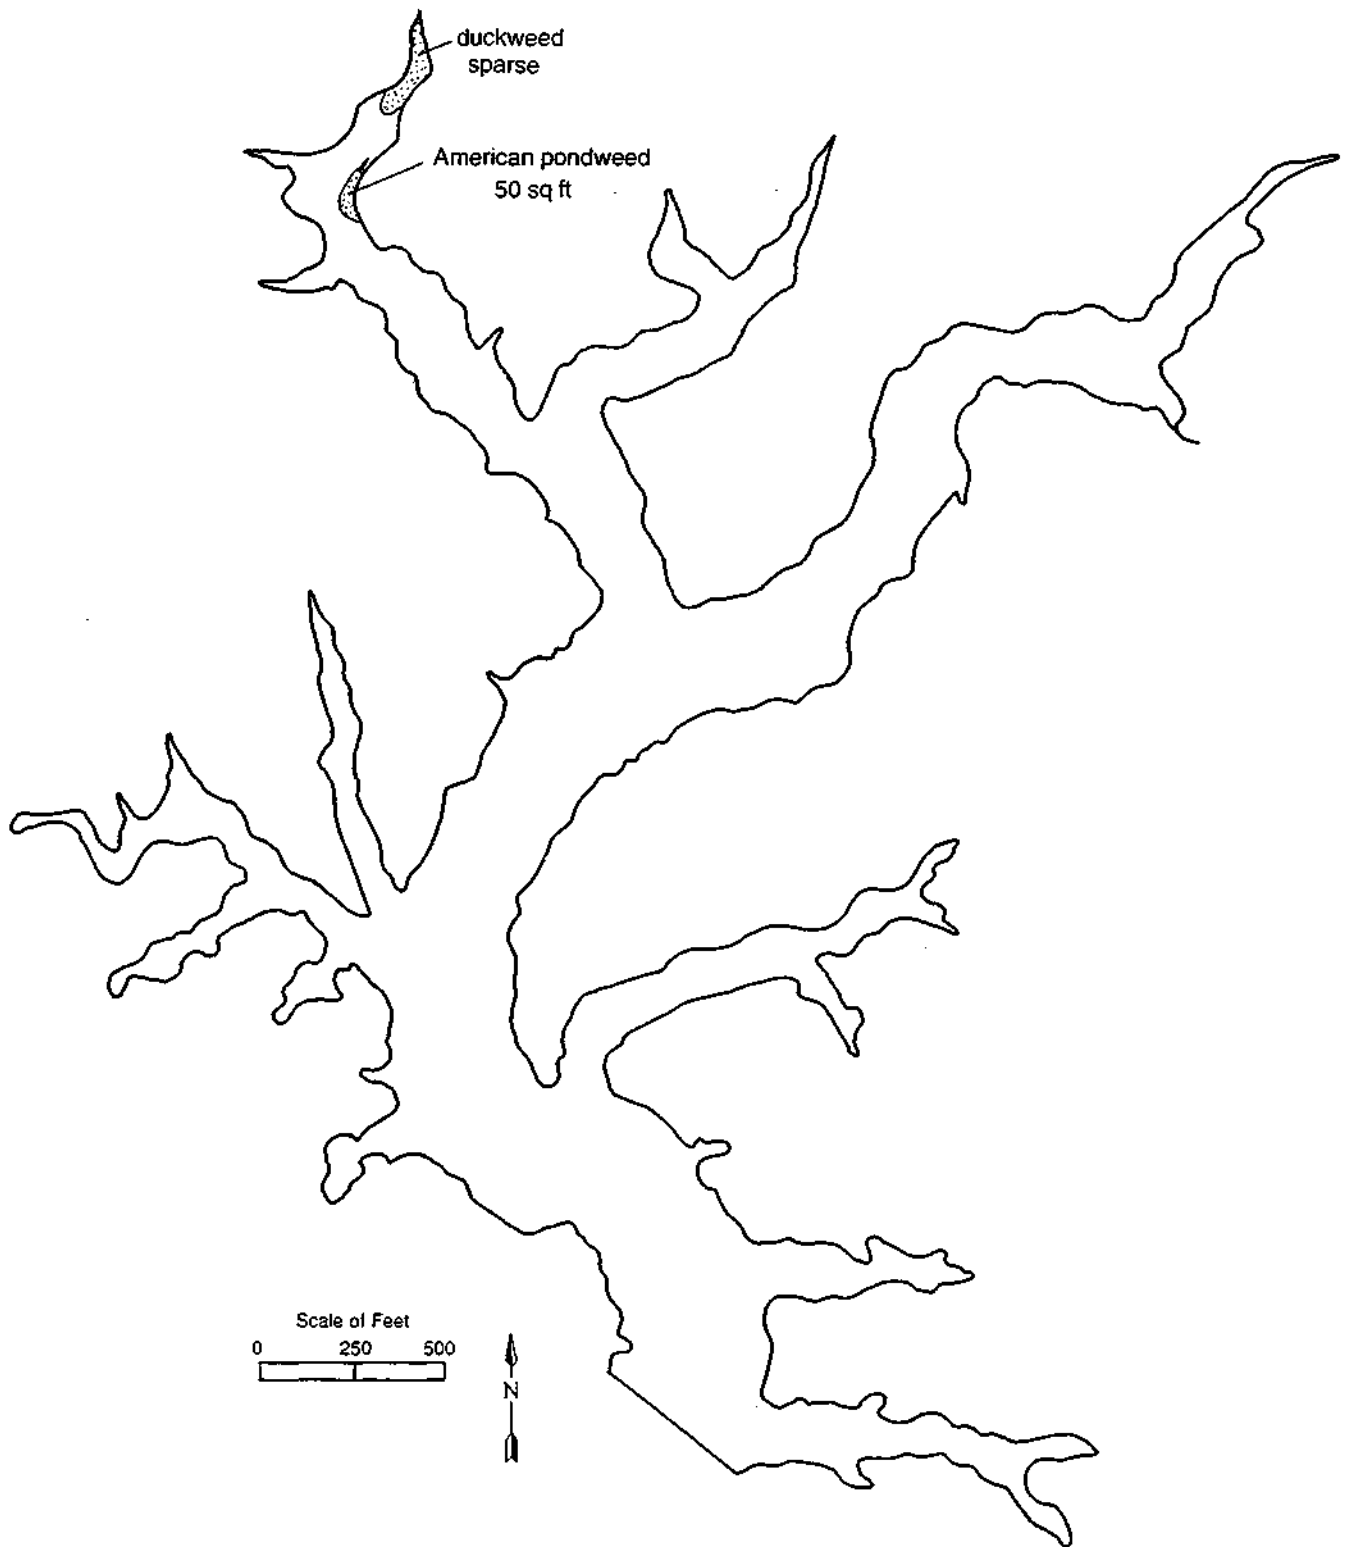 duckweed
sparse
American pondweed
50 sq ft
Scale of Feet
0 250 500
N